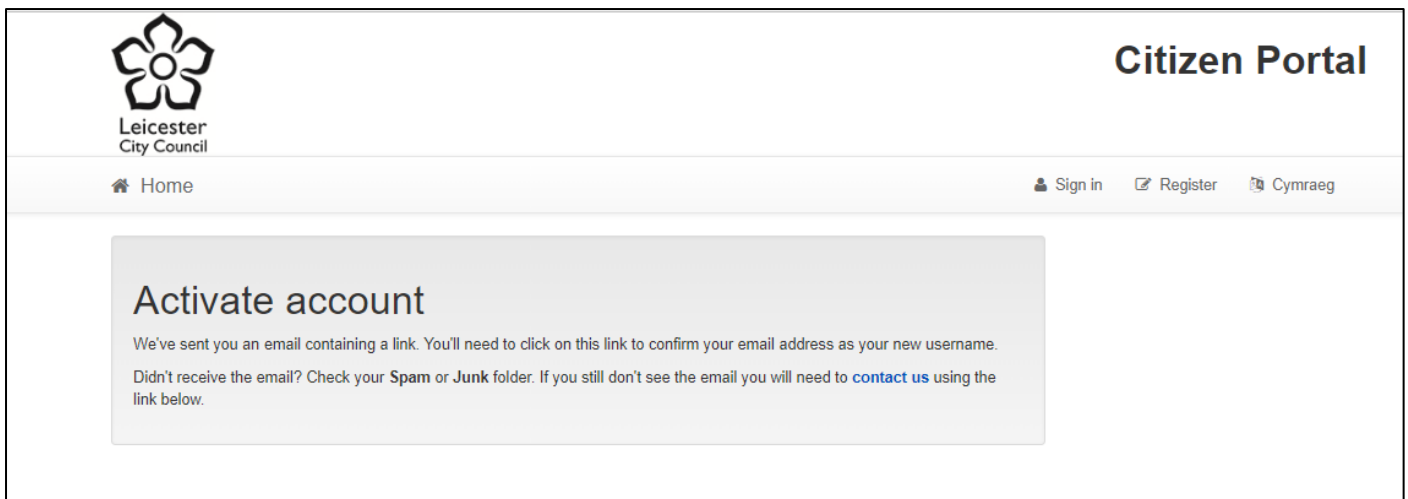 Citizen Portal
Leicester
City Council
Home
Sign in
Register
Cymraeg
Activate account
We've sent you an email containing a link. You'll need to click on this link to confirm your email address as your new username.
Didn't receive the email? Check your Spam or Junk folder. If you still don't see the email you will need to contact us using the
link below.